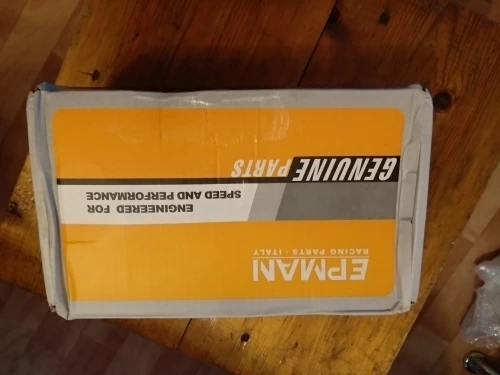 EPMAN
RACING PARTS - ITALY
ENGINEERED FOR
SPEED AND PERFORMANCE
GENUINE PARTS